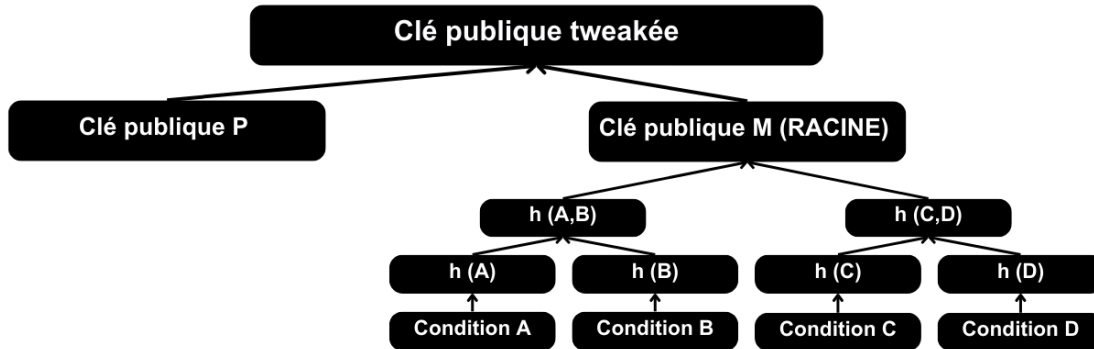 Clé publique tweakée
Clé publique P
Clé publique M (RACINE)
h (A,B)
h (C,D)
h (A)
h (B)
h (C)
h (D)
Condition A
Condition B
Condition C
Condition D